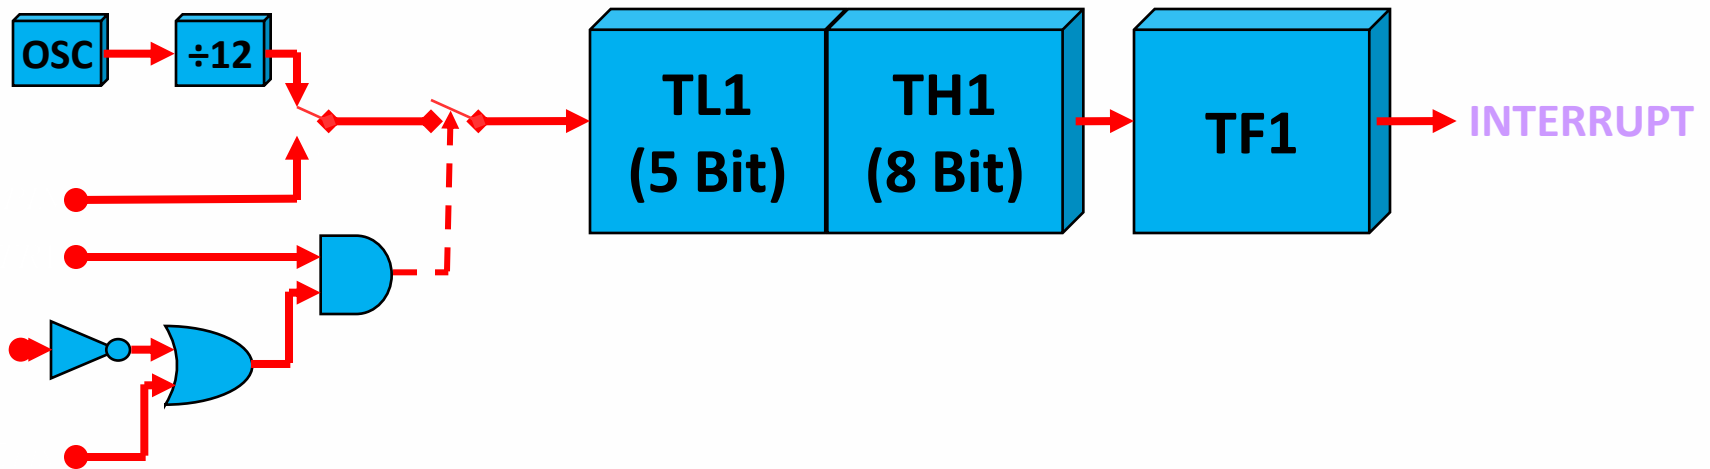 OSC
÷12
TL1
(5 Bit)
TH1
(8 Bit)
TF1
INTERRUPT